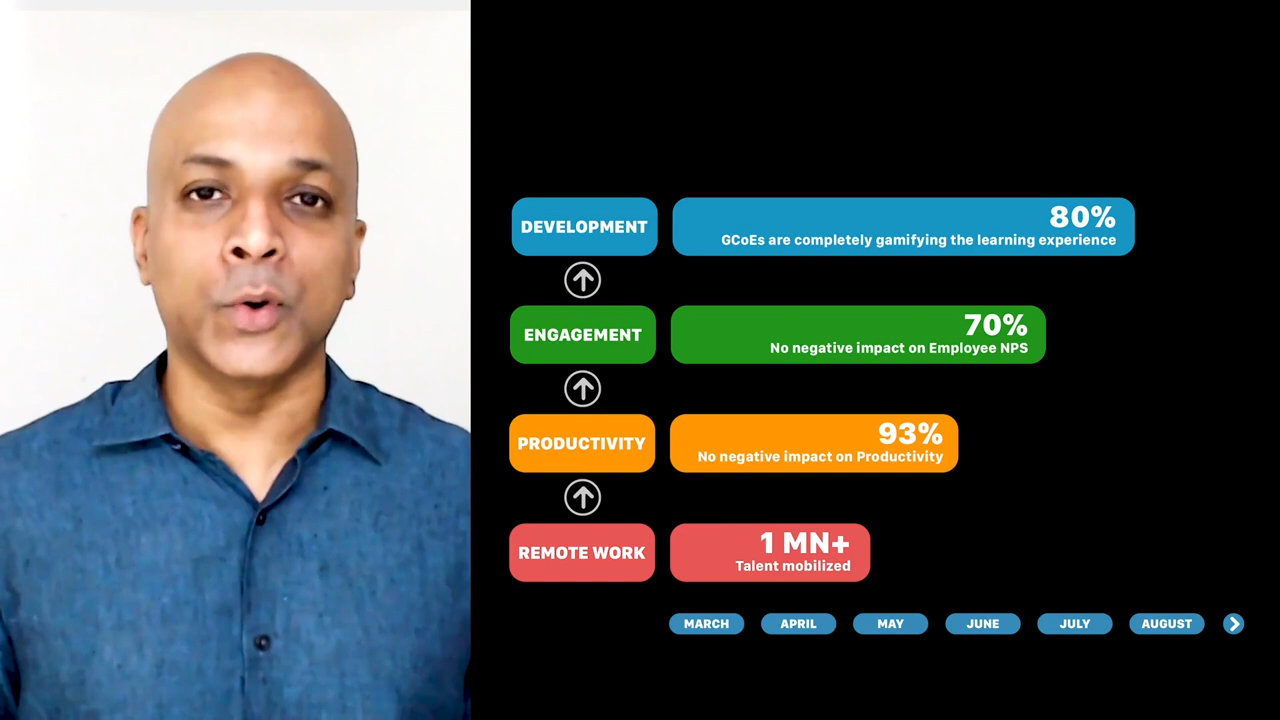 DEVELOPMENT
80%
GCoEs are completely gamifying the learning experience
ENGAGEMENT
70%
No negative impact on Employee NPS
PRODUCTIVITY
93%
No negative impact on Productivity
REMOTE WORK
1 MN+
Talent mobilized
MARCH APRIL MAY JUNE JULY AUGUST